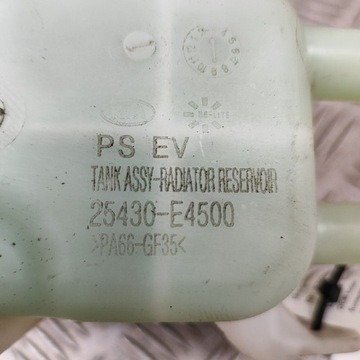 PS EV
TANK ASSY-RADIATOR RESERVOIR
25430-E4500
>PA66-GF35<